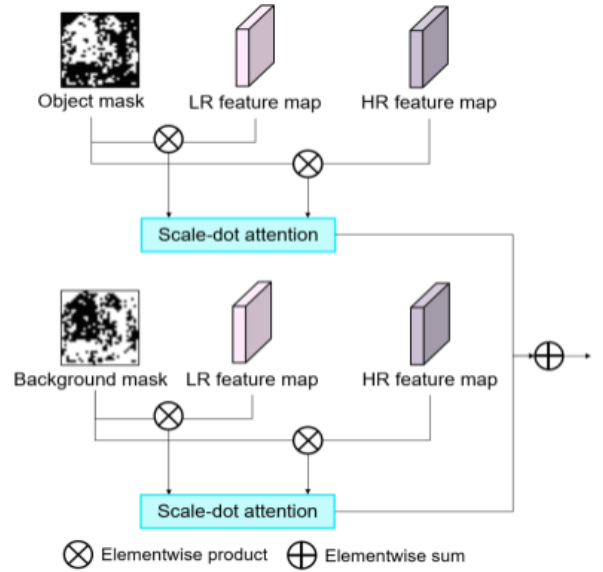 Object mask LR feature map HR feature map
Scale-dot attention
Background mask LR feature map HR feature map
Scale-dot attention
Elementwise product Elementwise sum